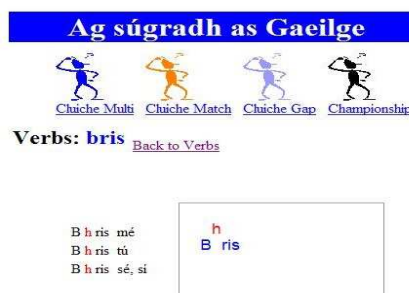 Ag súgradh as Gaeilge
Cluiche Multi Cluiche Match Cluiche Gap Championship
Verbs: bris Back to Verbs
h
B h ris mé B ris
B h ris tú
B h ris sé, sí